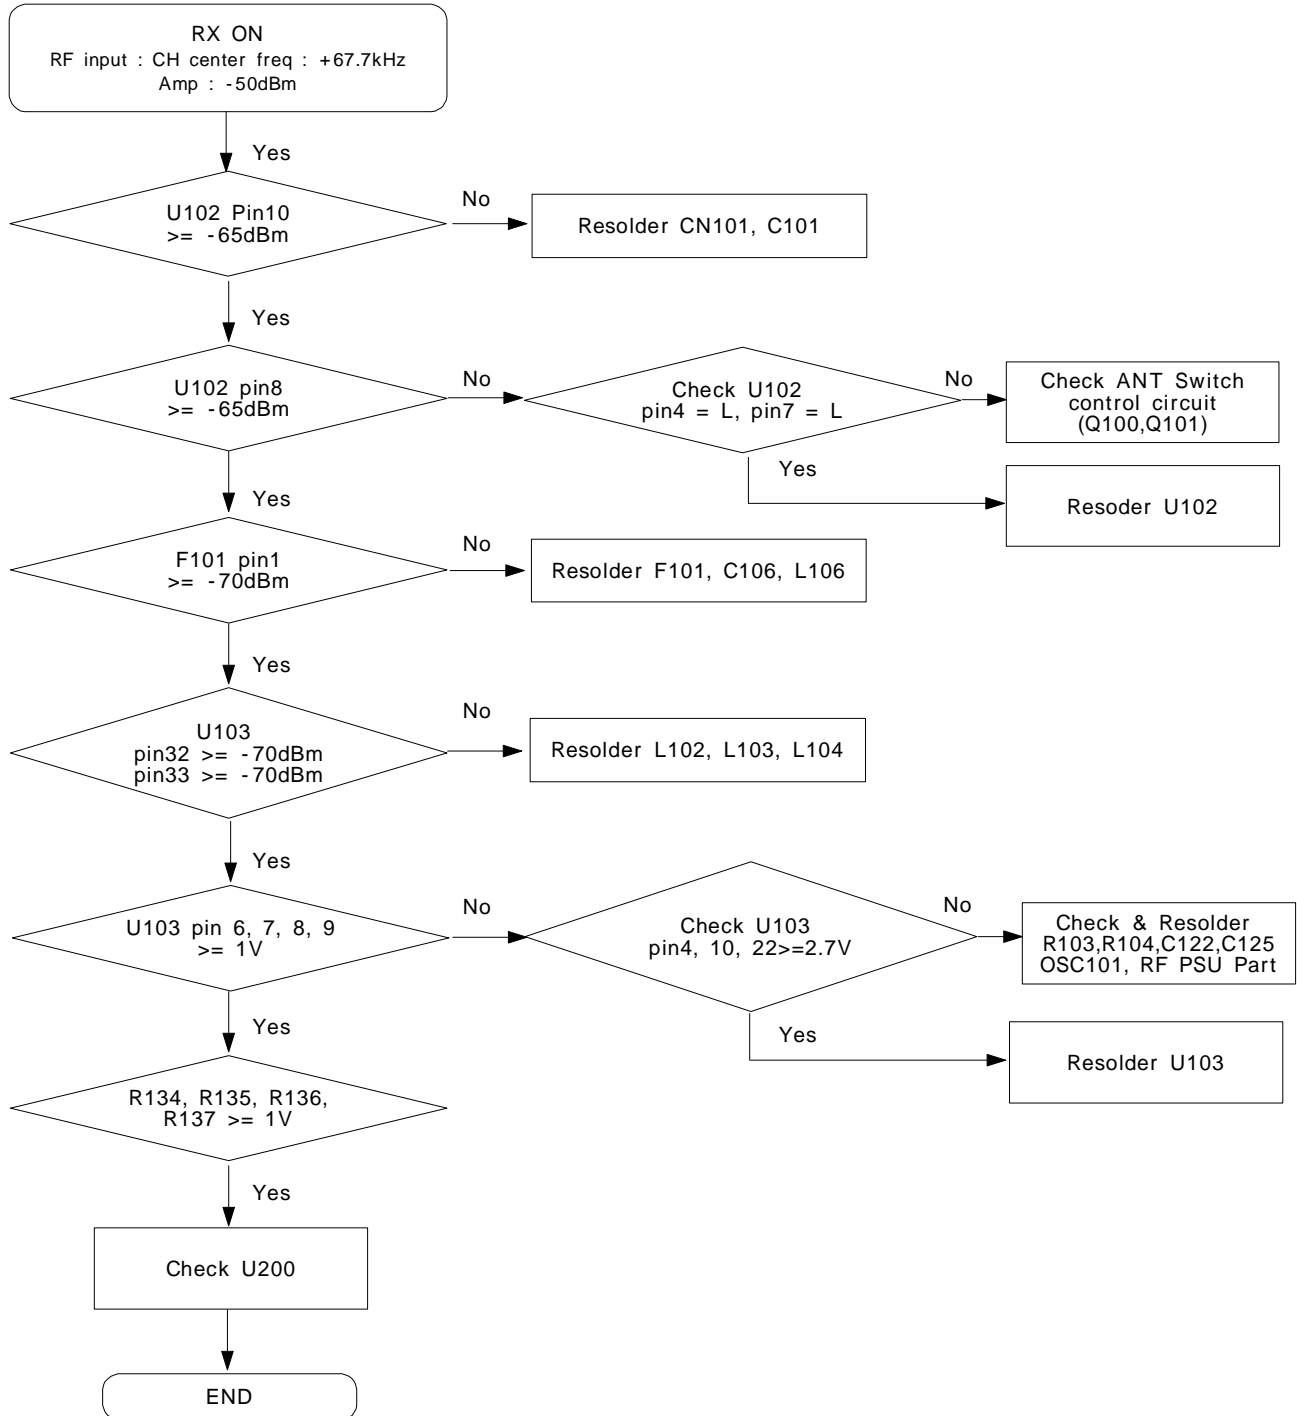 RX ON
RF input : CH center freq : +67.7kHz
Amp : -50dBm
Yes
U102 Pin10
>= -65dBm
No
Resolder CN101, C101
Yes
U102 pin8
>= -65dBm
No
Check U102
pin4 = L, pin7 = L
No
Check ANT Switch
control circuit
(Q100,Q101)
Yes
Resoder U102
Yes
F101 pin1
>= -70dBm
No
Resolder F101, C106, L106
Yes
U103
pin32 >= -70dBm
pin33 >= -70dBm
No
Resolder L102, L103, L104
Yes
U103 pin 6, 7, 8, 9
>= 1V
No
Check U103
pin4, 10, 22>=2.7V
No
Check & Resolder
R103,R104,C122,C125
OSC101, RF PSU Part
Yes
Resolder U103
Yes
R134, R135, R136,
R137 >= 1V
Yes
Check U200
END